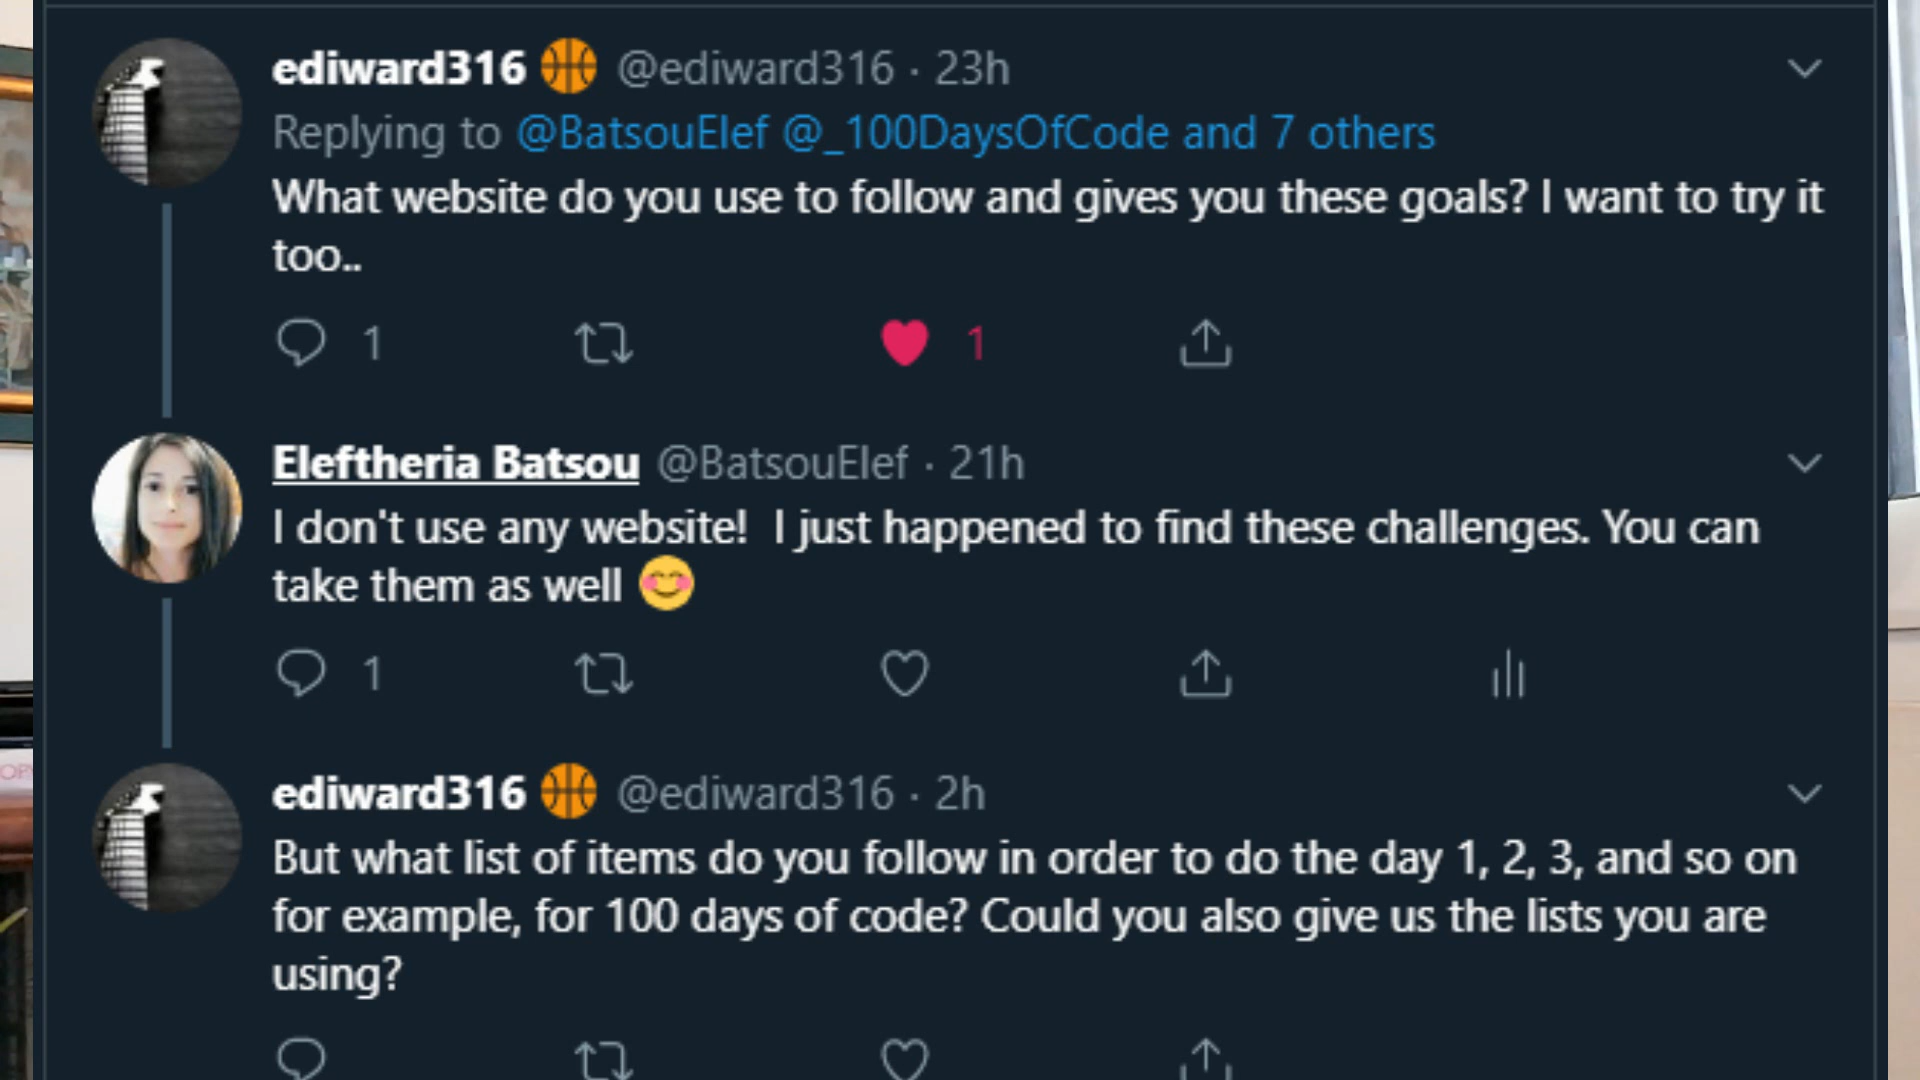 ediward316 🏀 @ediward316 · 23h
Replying to @BatsouElef @_100DaysOfCode and 7 others
What website do you use to follow and gives you these goals? I want to try it
too..
1 1
Eleftheria Batsou @BatsouElef · 21h
I don't use any website!  I just happened to find these challenges. You can
take them as well 😊
1
ediward316 🏀 @ediward316 · 2h
But what list of items do you follow in order to do the day 1, 2, 3, and so on
for example, for 100 days of code? Could you also give us the lists you are
using?